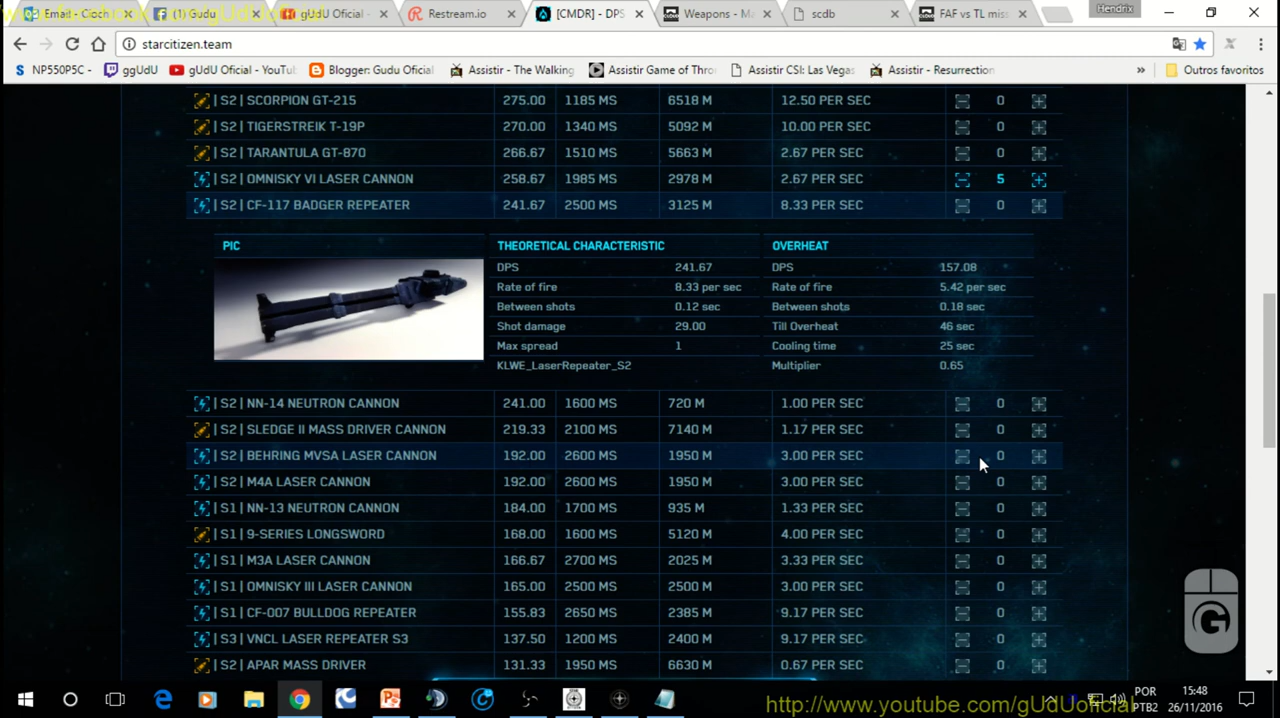 Email - Cloch
(1) Gudu
gUdU Oficial -
Restream.io
[CMDR] - DPS
Weapons - M
scdb
FAF vs TL mis
Hendrix
starcitizen.team
NP550P5C -
ggUdU
gUdU Oficial - YouTu
Blogger: Gudu Oficial
Assistir - The Walking
Assistir Game of Thro
Assistir CSI: Las Vegas
Assistir - Resurrection
»
Outros favoritos
| S2 | SCORPION GT-215 275.00 1185 MS 6518 M 12.50 PER SEC 0
| S2 | TIGERSTREIK T-19P 270.00 1340 MS 5092 M 10.00 PER SEC 0
| S2 | TARANTULA GT-870 266.67 1510 MS 5663 M 2.67 PER SEC 0
| S2 | OMNISKY VI LASER CANNON 258.67 1985 MS 2978 M 2.67 PER SEC 5
| S2 | CF-117 BADGER REPEATER 241.67 2500 MS 3125 M 8.33 PER SEC 0
PIC THEORETICAL CHARACTERISTIC OVERHEAT
DPS 241.67 DPS 157.08
Rate of fire 8.33 per sec Rate of fire 5.42 per sec
Between shots 0.12 sec Between shots 0.18 sec
Shot damage 29.00 Till Overheat 46 sec
Max spread 1 Cooling time 25 sec
KLWE_LaserRepeater_S2 Multiplier 0.65
| S2 | NN-14 NEUTRON CANNON 241.00 1600 MS 720 M 1.00 PER SEC 0
| S2 | SLEDGE II MASS DRIVER CANNON 219.33 2100 MS 7140 M 1.17 PER SEC 0
| S2 | BEHRING MVSA LASER CANNON 192.00 2600 MS 1950 M 3.00 PER SEC 0
| S2 | M4A LASER CANNON 192.00 2600 MS 1950 M 3.00 PER SEC 0
| S1 | NN-13 NEUTRON CANNON 184.00 1700 MS 935 M 1.33 PER SEC 0
| S1 | 9-SERIES LONGSWORD 168.00 1600 MS 5120 M 4.00 PER SEC 0
| S1 | M3A LASER CANNON 166.67 2700 MS 2025 M 3.33 PER SEC 0
| S1 | OMNISKY III LASER CANNON 165.00 2500 MS 2500 M 3.00 PER SEC 0
| S1 | CF-007 BULLDOG REPEATER 155.83 2650 MS 2385 M 9.17 PER SEC 0
| S3 | VNCL LASER REPEATER S3 137.50 1200 MS 2400 M 9.17 PER SEC 0
| S2 | APAR MASS DRIVER 131.33 1950 MS 6630 M 0.67 PER SEC 0
G
POR 15:48
PTB2 26/11/2016
http://www.youtube.com/gUdUoficial